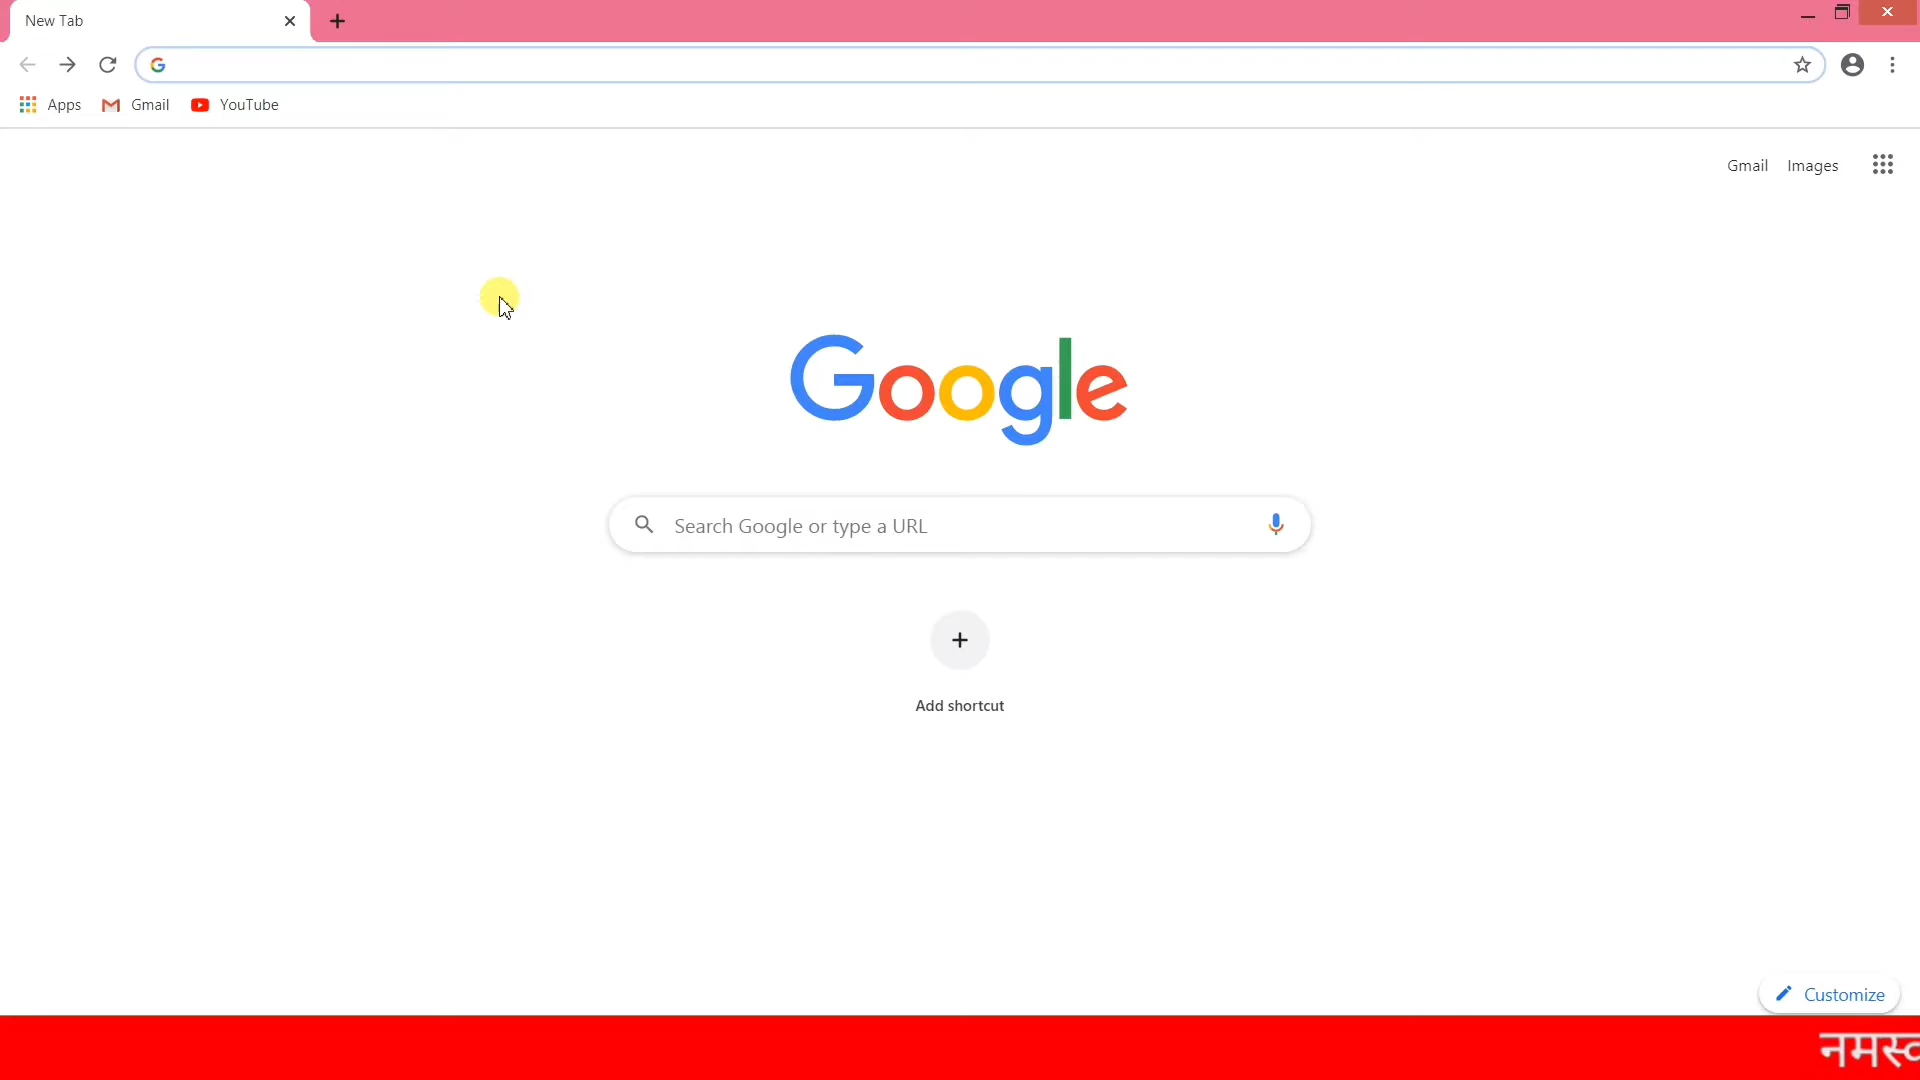 New Tab
Apps Gmail YouTube
Gmail Images
Google
Search Google or type a URL
Add shortcut
Customize